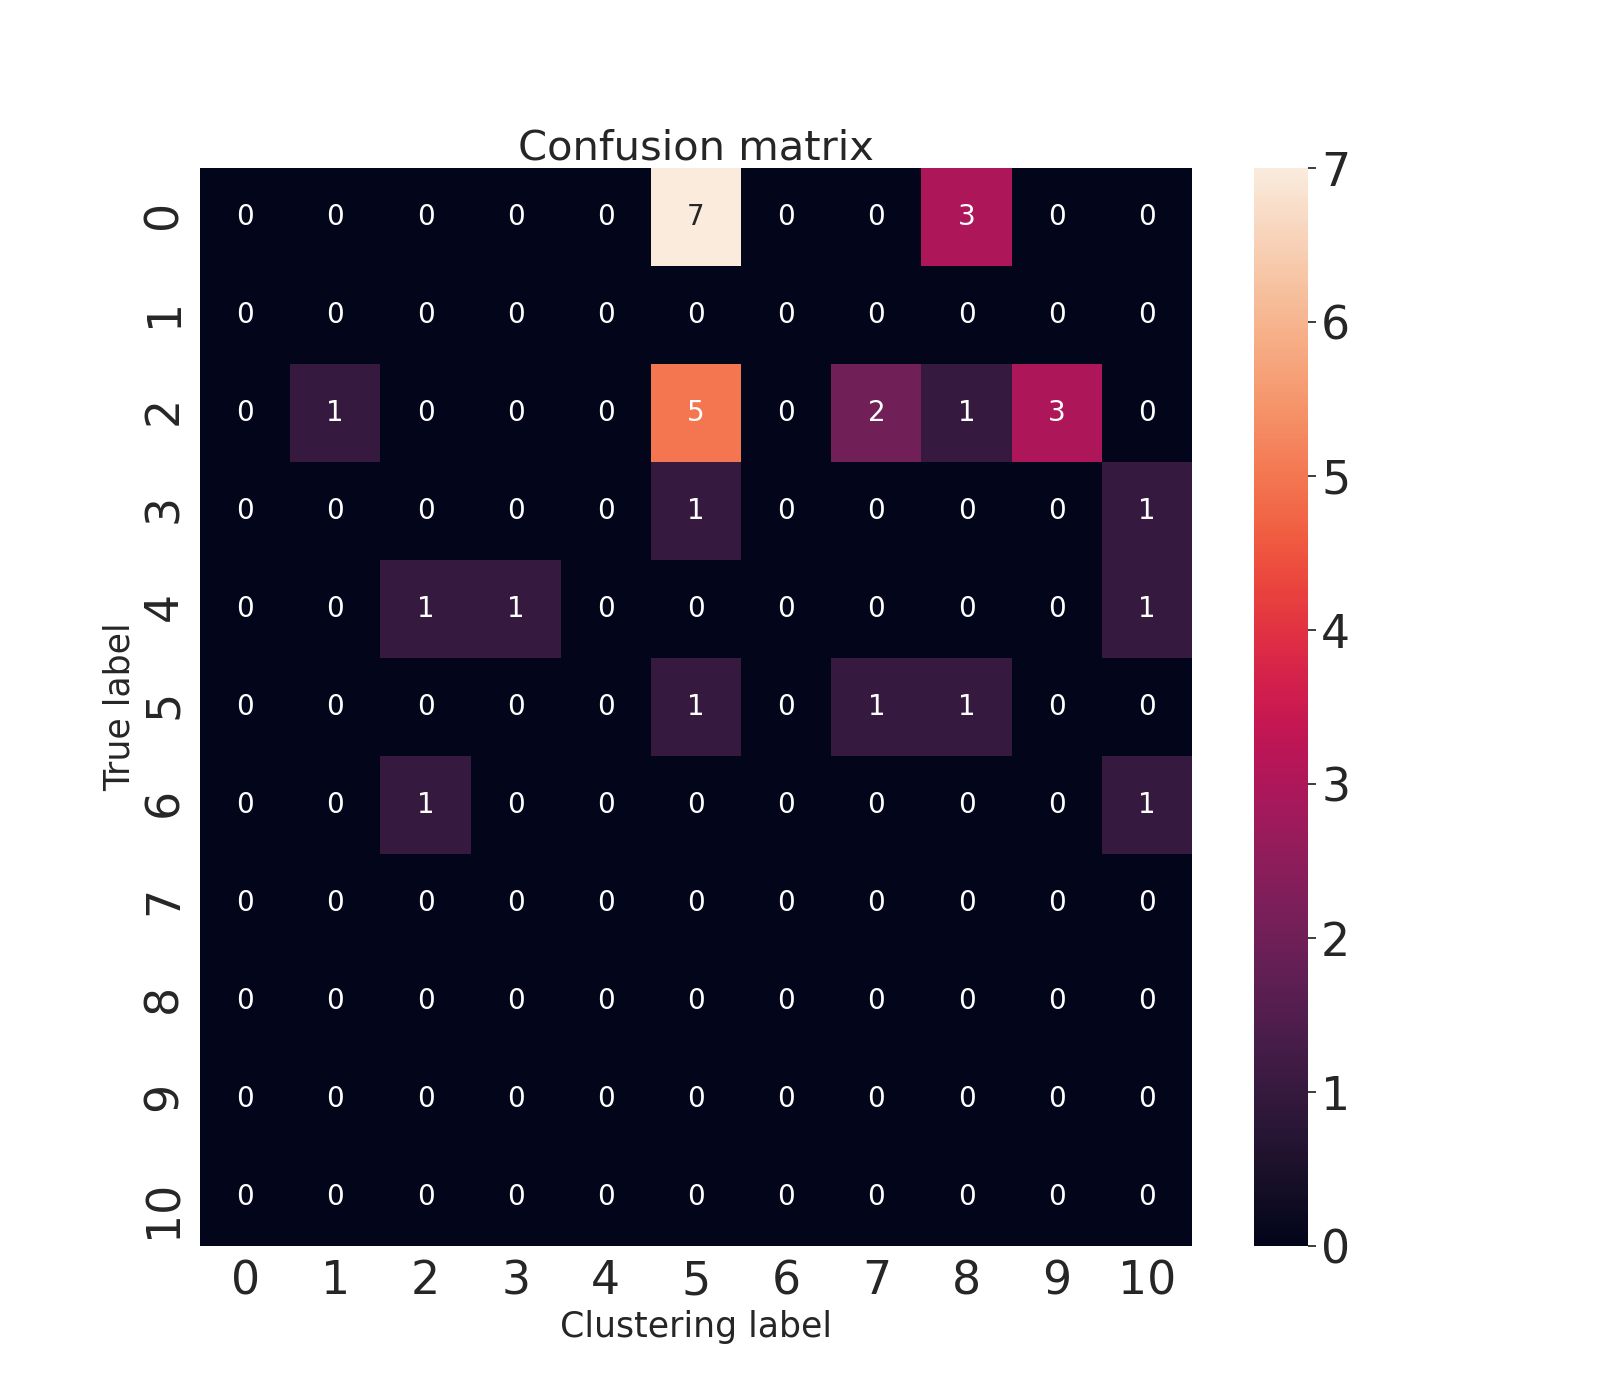 Confusion matrix
0 0 0 0 0 0 7 0 0 3 0 0
1 0 0 0 0 0 0 0 0 0 0 0
2 0 1 0 0 0 5 0 2 1 3 0
3 0 0 0 0 0 1 0 0 0 0 1
4 0 0 1 1 0 0 0 0 0 0 1
5 0 0 0 0 0 1 0 1 1 0 0
6 0 0 1 0 0 0 0 0 0 0 1
7 0 0 0 0 0 0 0 0 0 0 0
8 0 0 0 0 0 0 0 0 0 0 0
9 0 0 0 0 0 0 0 0 0 0 0
10 0 0 0 0 0 0 0 0 0 0 0
0 1 2 3 4 5 6 7 8 9 10
Clustering label
True label
7
6
5
4
3
2
1
0